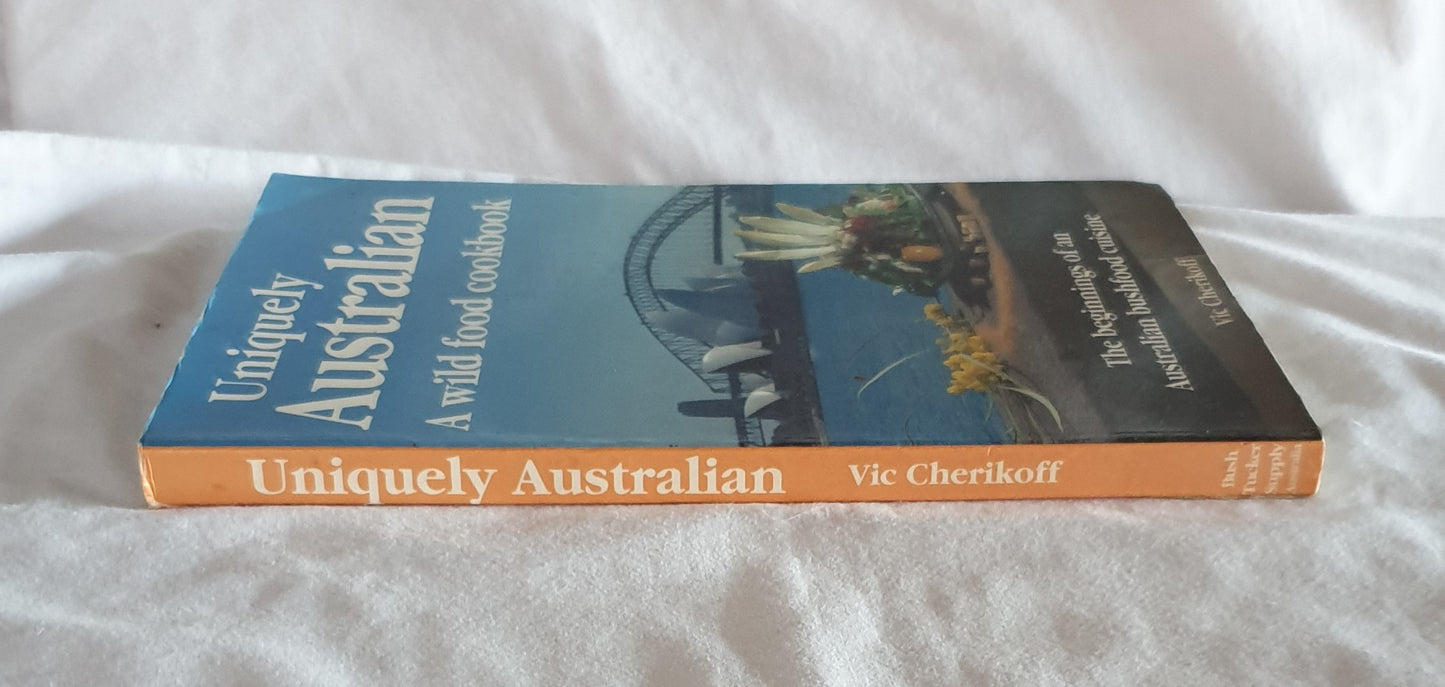 Uniquely
Australian
A wild food cookbook
The beginnings of an
Australian bushfood cuisine
Vic Cherikoff
Uniquely Australian
Vic Cherikoff
Bush
Tucker
Supply
Australia